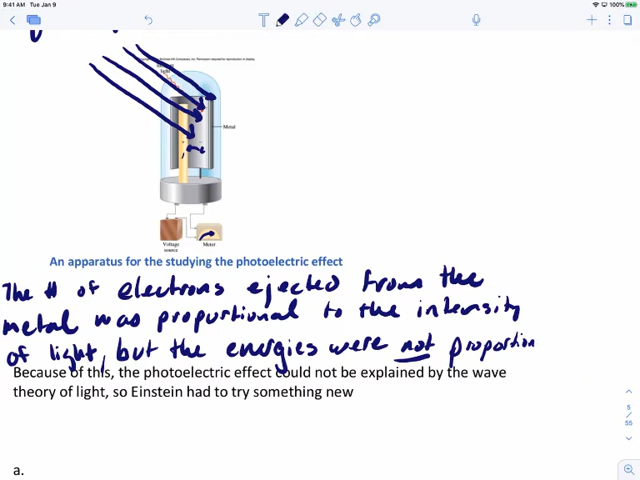 9:41 AM Tue Jan 9
100%
light
Metal
Voltage
source
Meter
An apparatus for the studying the photoelectric effect
The # of electrons ejected from the
metal was proportional to the intensity
of light, but the energies were not proportion
Because of this, the photoelectric effect could not be explained by the wave
theory of light, so Einstein had to try something new
a.
5
/
55